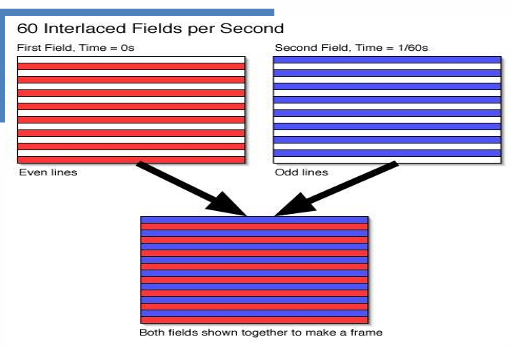 60 Interlaced Fields per Second
First Field, Time = 0s
Second Field, Time = 1/60s
Even lines
Odd lines
Both fields shown together to make a frame